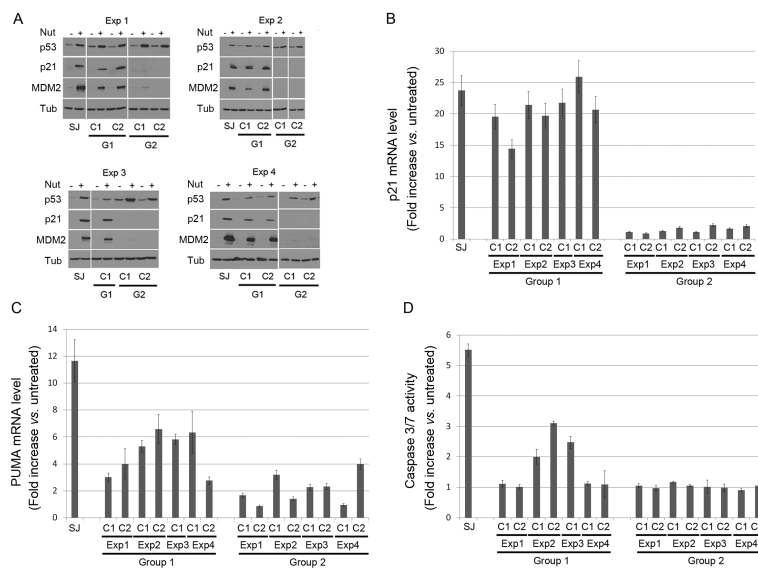 A
Exp 1
Nut - + - + - + - + - +
p53
p21
MDM2
Tub
SJ C1 C2 C1 C2
G1 G2
Exp 2
Nut - + - + - + - + - +
p53
p21
MDM2
Tub
SJ C1 C2 C1 C2
G1 G2
Exp 3
Nut - + - + - + - +
p53
p21
MDM2
Tub
SJ C1 C1 C2
G1 G2
Exp 4
Nut - + - + - + - + - +
p53
p21
MDM2
Tub
SJ C1 C2 C1 C2
G1 G2
B
p21 mRNA level
(Fold increase vs. untreated)
35
30
25
20
15
10
5
0
SJ C1 C2 C1 C2 C1 C1 C2 C1 C2 C1 C2 C1 C2 C1 C2
Exp1 Exp2 Exp3 Exp4 Exp1 Exp2 Exp3 Exp4
Group 1 Group 2
C
PUMA mRNA level
(Fold increase vs. untreated)
14
12
10
8
6
4
2
0
SJ C1 C2 C1 C2 C1 C1 C2 C1 C2 C1 C2 C1 C2 C1 C2
Exp1 Exp2 Exp3 Exp4 Exp1 Exp2 Exp3 Exp4
Group 1 Group 2
D
Caspase 3/7 activity
(Fold increase vs. untreated)
6
5
4
3
2
1
0
SJ C1 C2 C1 C2 C1 C1 C2 C1 C2 C1 C2 C1 C2 C1 C2
Exp1 Exp2 Exp3 Exp4 Exp1 Exp2 Exp3 Exp4
Group 1 Group 2